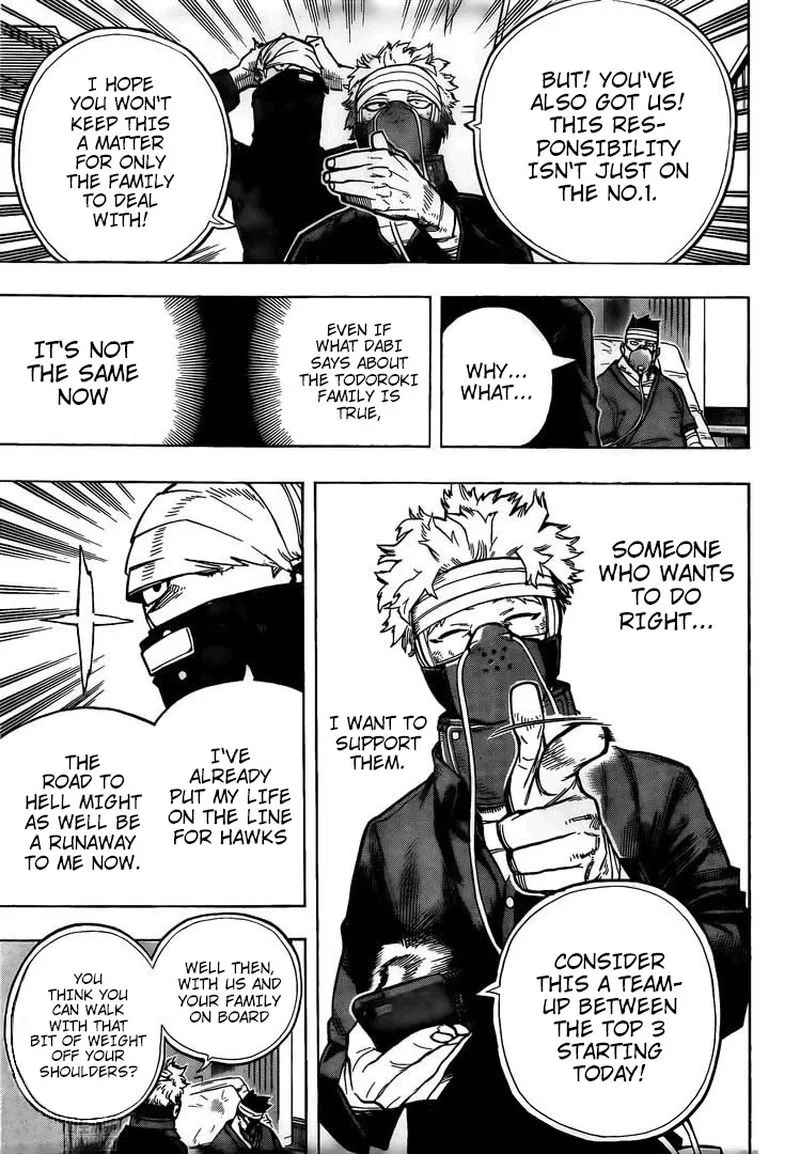 BUT! YOU'VE
ALSO GOT US!
THIS RES-
PONSIBILITY
ISN'T JUST ON
THE NO.1.
I HOPE
YOU WON'T
KEEP THIS
A MATTER
FOR ONLY
THE FAMILY
TO DEAL
WITH!
WHY...
WHAT...
EVEN IF
WHAT DABI
SAYS ABOUT
THE TODOROKI
FAMILY IS
TRUE,
IT'S NOT
THE SAME
NOW
SOMEONE
WHO WANTS
TO DO
RIGHT...
I WANT TO
SUPPORT
THEM.
CONSIDER
THIS A TEAM-
UP BETWEEN
THE TOP 3
STARTING
TODAY!
I'VE
ALREADY
PUT MY LIFE
ON THE LINE
FOR HAWKS
THE
ROAD TO
HELL MIGHT
AS WELL BE
A RUNAWAY
TO ME NOW.
WELL THEN,
WITH US AND
YOUR FAMILY
ON BOARD
YOU
THINK YOU
CAN WALK
WITH THAT
BIT OF WEIGHT
OFF YOUR
SHOULDERS?